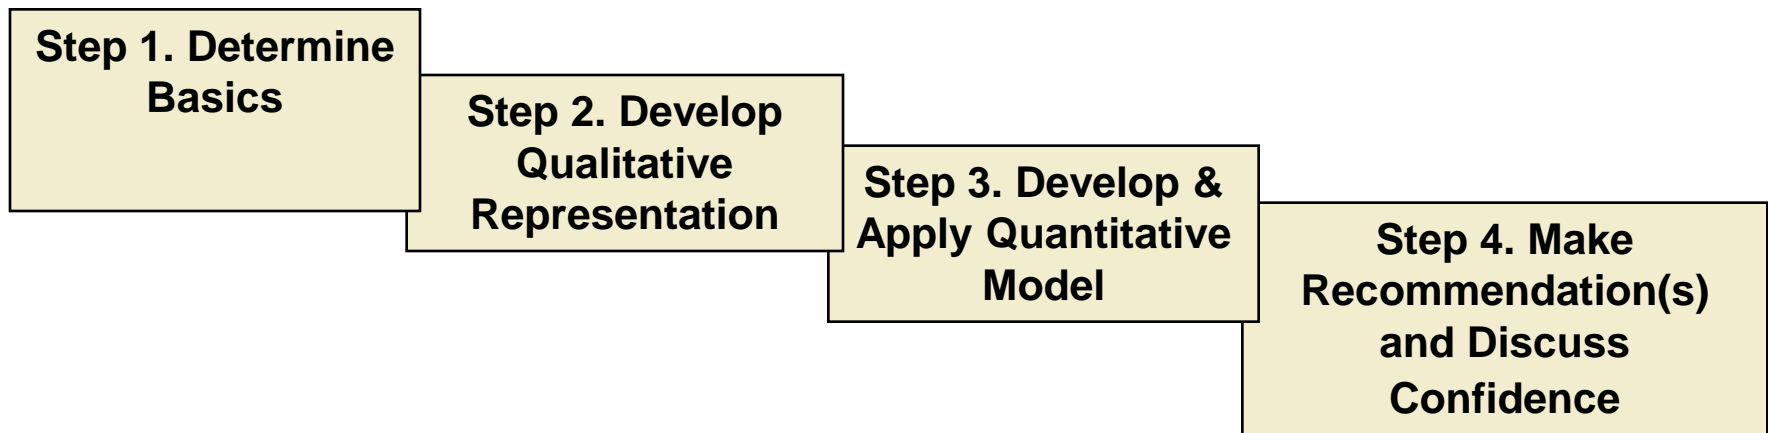 Step 1. Determine
Basics
Step 2. Develop
Qualitative
Representation
Step 3. Develop &
Apply Quantitative
Model
Step 4. Make
Recommendation(s)
and Discuss
Confidence